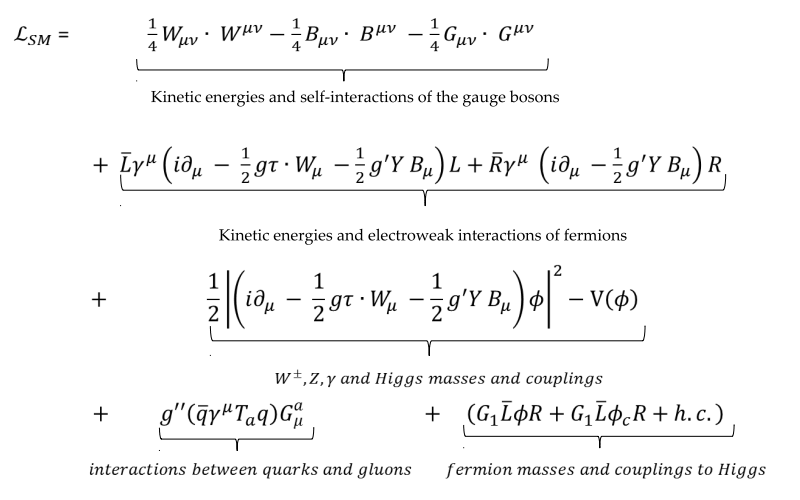 ℒ_SM = 1/4 W_μν · W^μν − 1/4 B_μν · B^μν − 1/4 G_μν · G^μν
Kinetic energies and self-interactions of the gauge bosons
+ L̄γ^μ (i∂_μ − 1/2 gτ · W_μ − 1/2 g′Y B_μ) L + R̄γ^μ (i∂_μ − 1/2 g′Y B_μ) R
Kinetic energies and electroweak interactions of fermions
+ 1/2 |(i∂_μ − 1/2 gτ · W_μ − 1/2 g′Y B_μ) ϕ|^2 − V(ϕ)
W^±, Z, γ and Higgs masses and couplings
+ g″(q̄γ^μ T_a q)G_μ^a + (G_1 L̄ϕR + G_1 L̄ϕ_c R + h.c.)
interactions between quarks and gluons fermion masses and couplings to Higgs